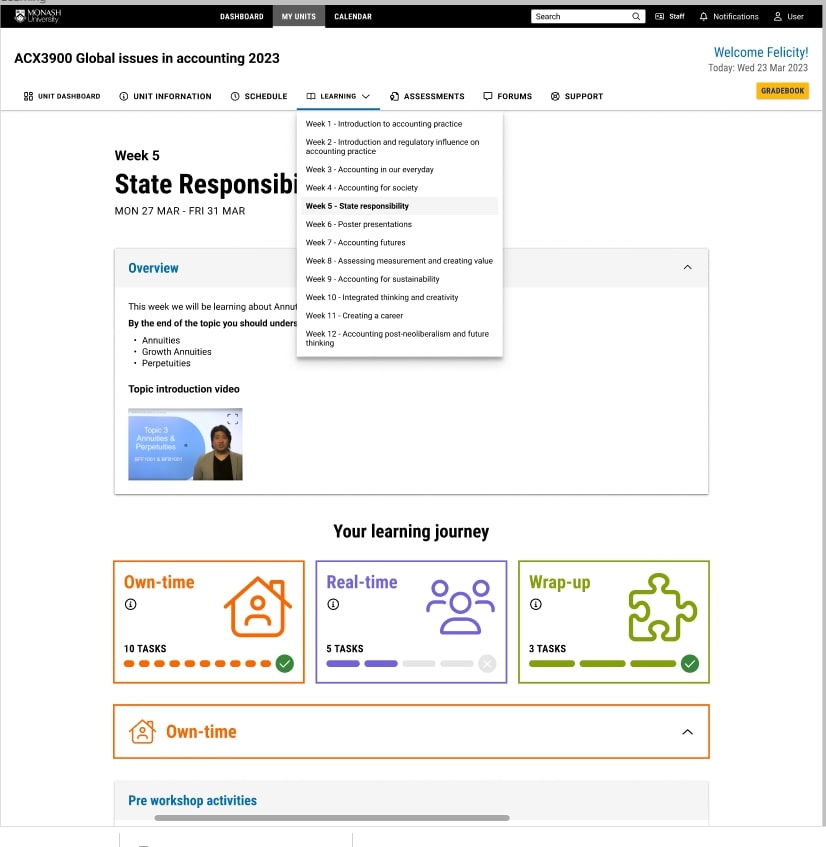 MONASH
University
DASHBOARD
MY UNITS
CALENDAR
Search
Staff
Notifications
User
ACX3900 Global issues in accounting 2023
Welcome Felicity!
Today: Wed 23 Mar 2023
UNIT DASHBOARD
UNIT INFORMATION
SCHEDULE
LEARNING
ASSESSMENTS
FORUMS
SUPPORT
GRADEBOOK
Week 1 - Introduction to accounting practice
Week 2 - Introduction and regulatory influence on
accounting practice
Week 3 - Accounting in our everyday
Week 4 - Accounting for society
Week 5 - State responsibility
Week 6 - Poster presentations
Week 7 - Accounting futures
Week 8 - Assessing measurement and creating value
Week 9 - Accounting for sustainability
Week 10 - Integrated thinking and creativity
Week 11 - Creating a career
Week 12 - Accounting post-neoliberalism and future
thinking
Week 5
State Responsibi
MON 27 MAR - FRI 31 MAR
Overview
This week we will be learning about Annut
By the end of the topic you should unders
• Annuities
• Growth Annuities
• Perpetuities
Topic introduction video
Topic 3
Annuities &
Perpetuities
Your learning journey
Own-time
10 TASKS
Real-time
5 TASKS
Wrap-up
3 TASKS
Own-time
Pre workshop activities